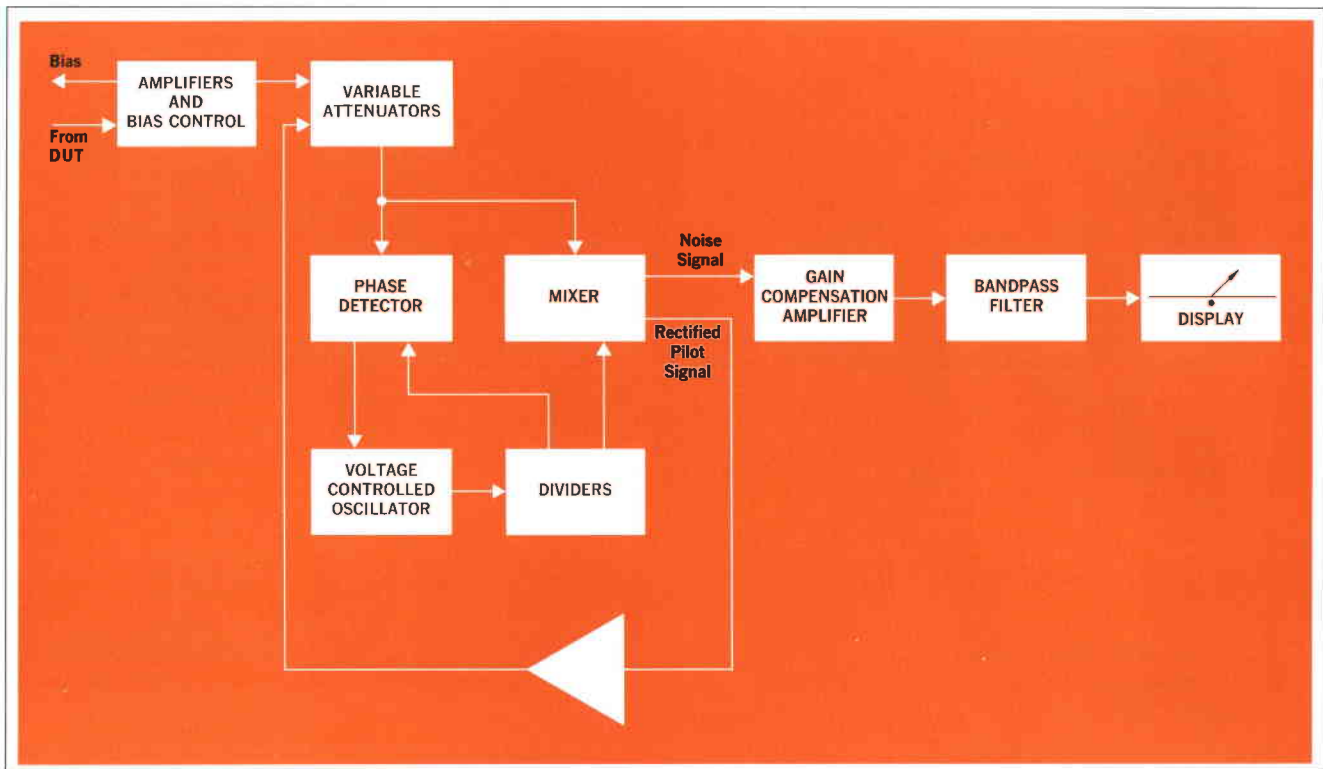 Bias
From
DUT
AMPLIFIERS
AND
BIAS CONTROL
VARIABLE
ATTENUATORS
PHASE
DETECTOR
MIXER
Noise
Signal
Rectified
Pilot
Signal
GAIN
COMPENSATION
AMPLIFIER
BANDPASS
FILTER
DISPLAY
VOLTAGE
CONTROLLED
OSCILLATOR
DIVIDERS